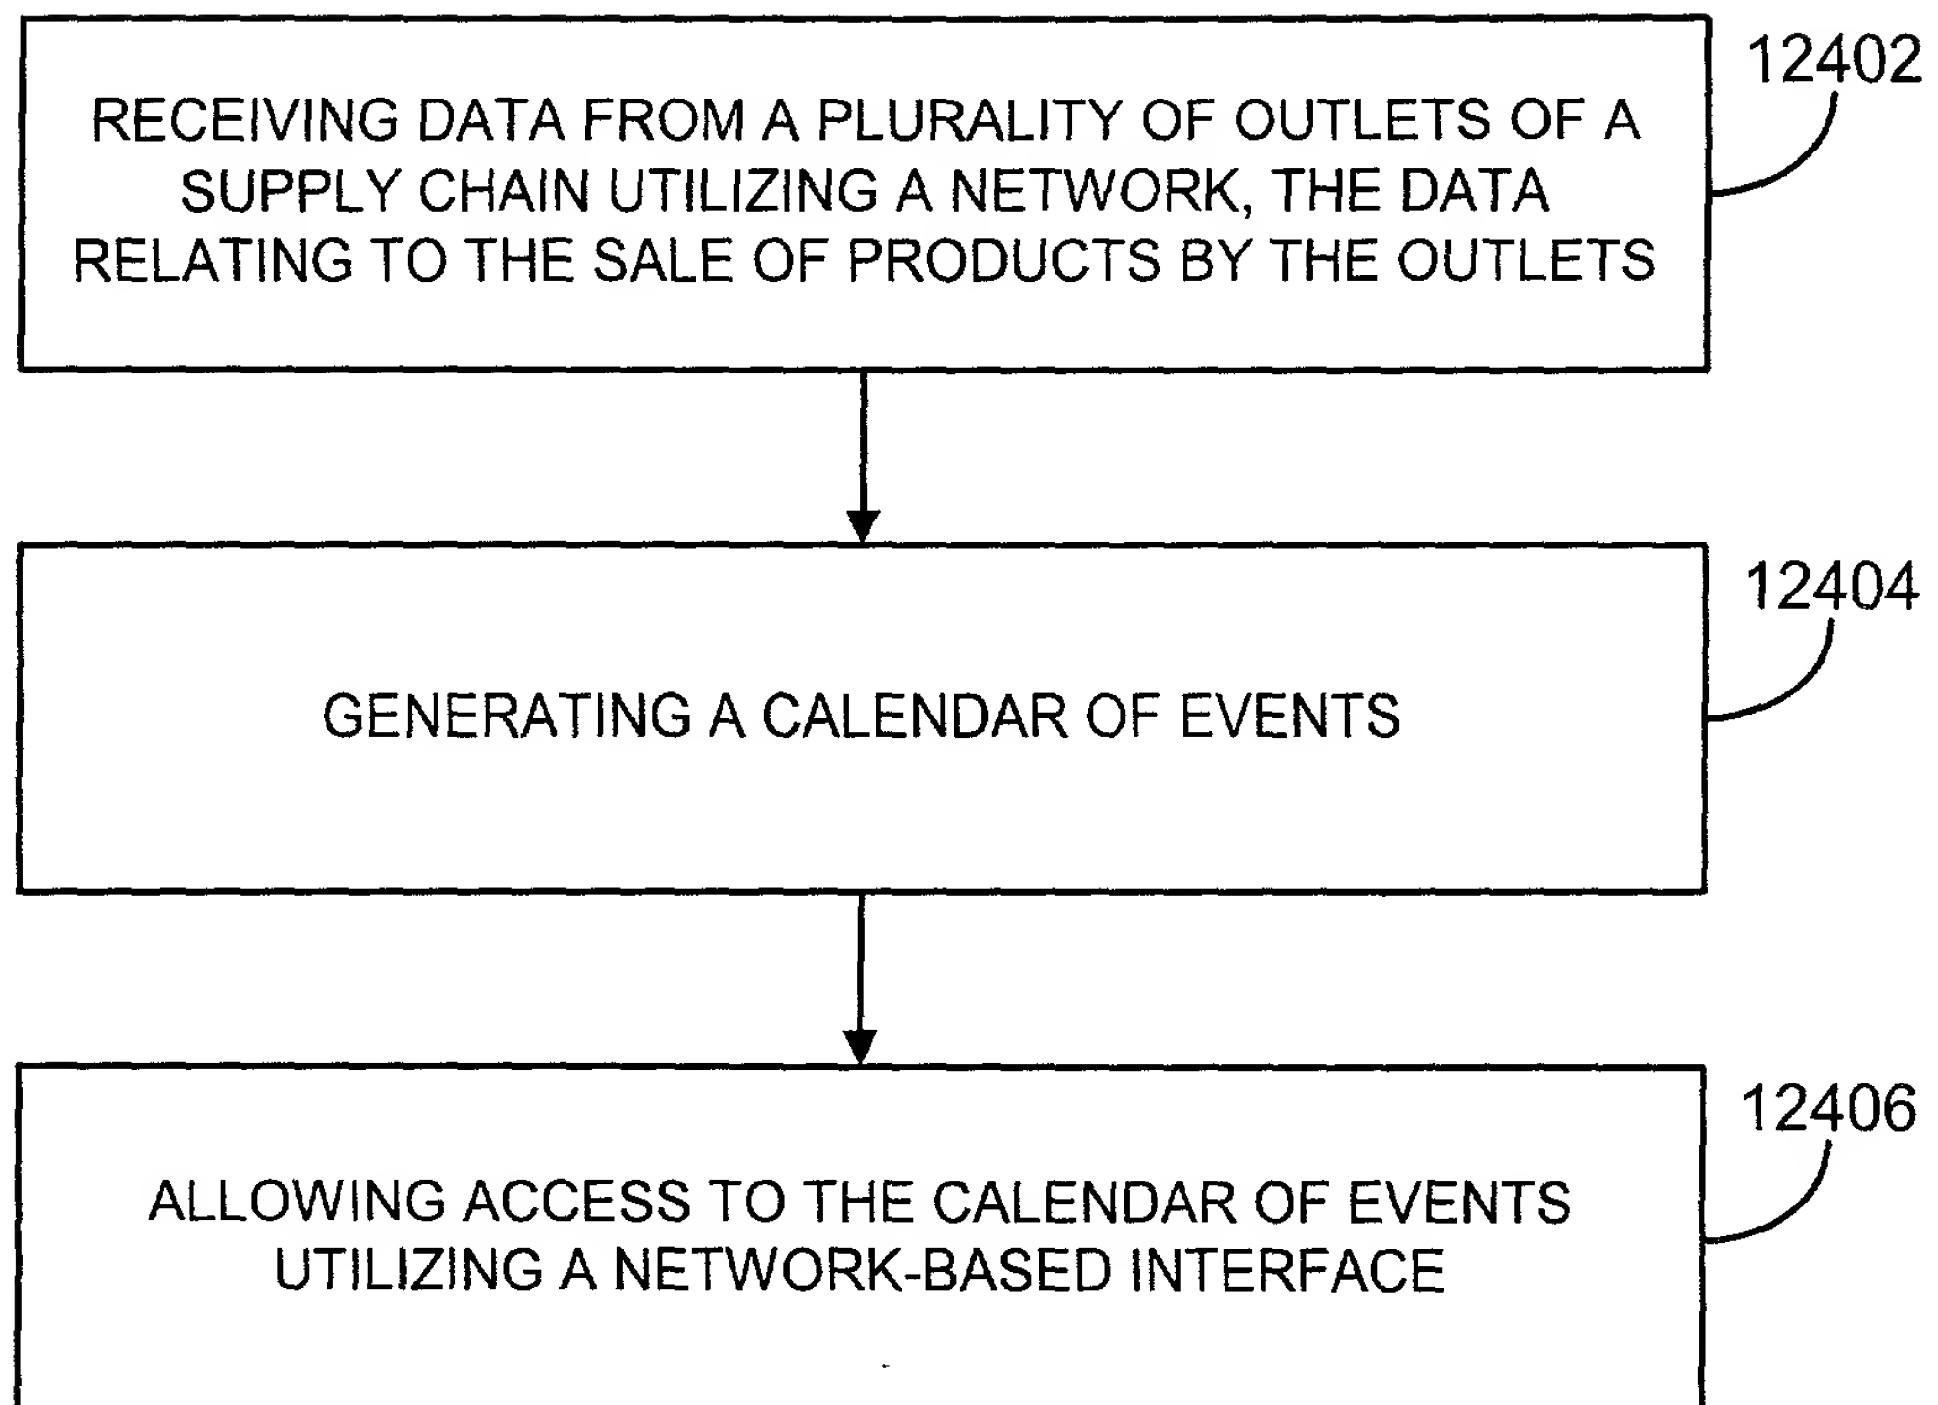 12402
RECEIVING DATA FROM A PLURALITY OF OUTLETS OF A
SUPPLY CHAIN UTILIZING A NETWORK, THE DATA
RELATING TO THE SALE OF PRODUCTS BY THE OUTLETS
12404
GENERATING A CALENDAR OF EVENTS
12406
ALLOWING ACCESS TO THE CALENDAR OF EVENTS
UTILIZING A NETWORK-BASED INTERFACE